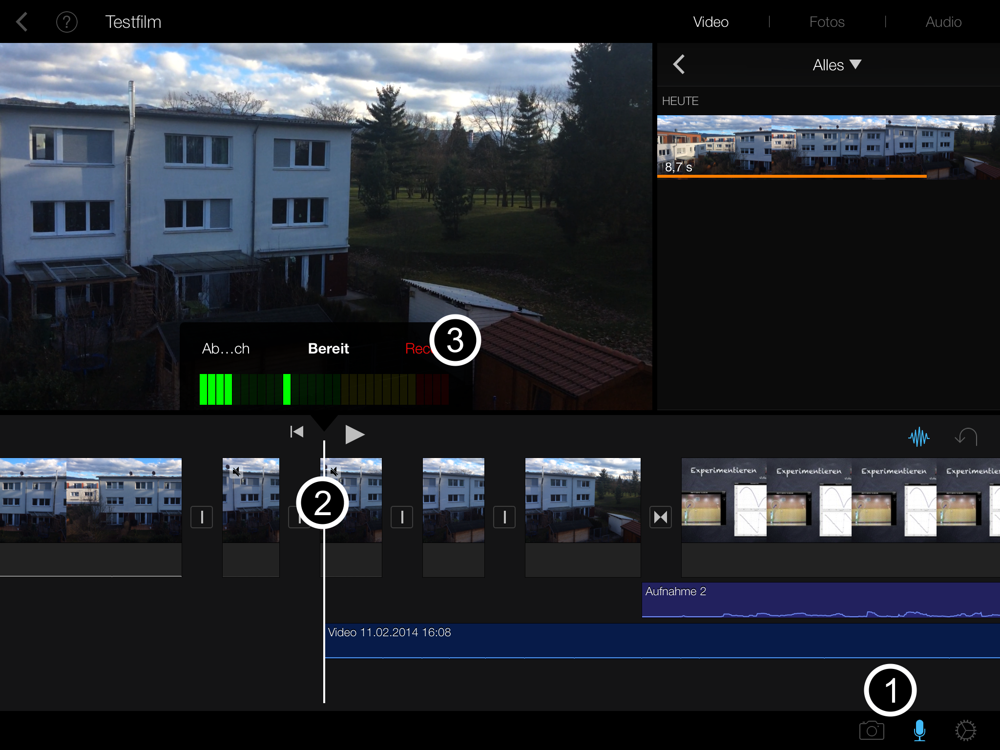 Testfilm
Video
Fotos
Audio
Alles
HEUTE
8,7 s
3
Ab...ch
Bereit
Rec
Experimentieren
Experimentieren
Experimentieren
2
Aufnahme 2
Video 11.02.2014 16:08
1